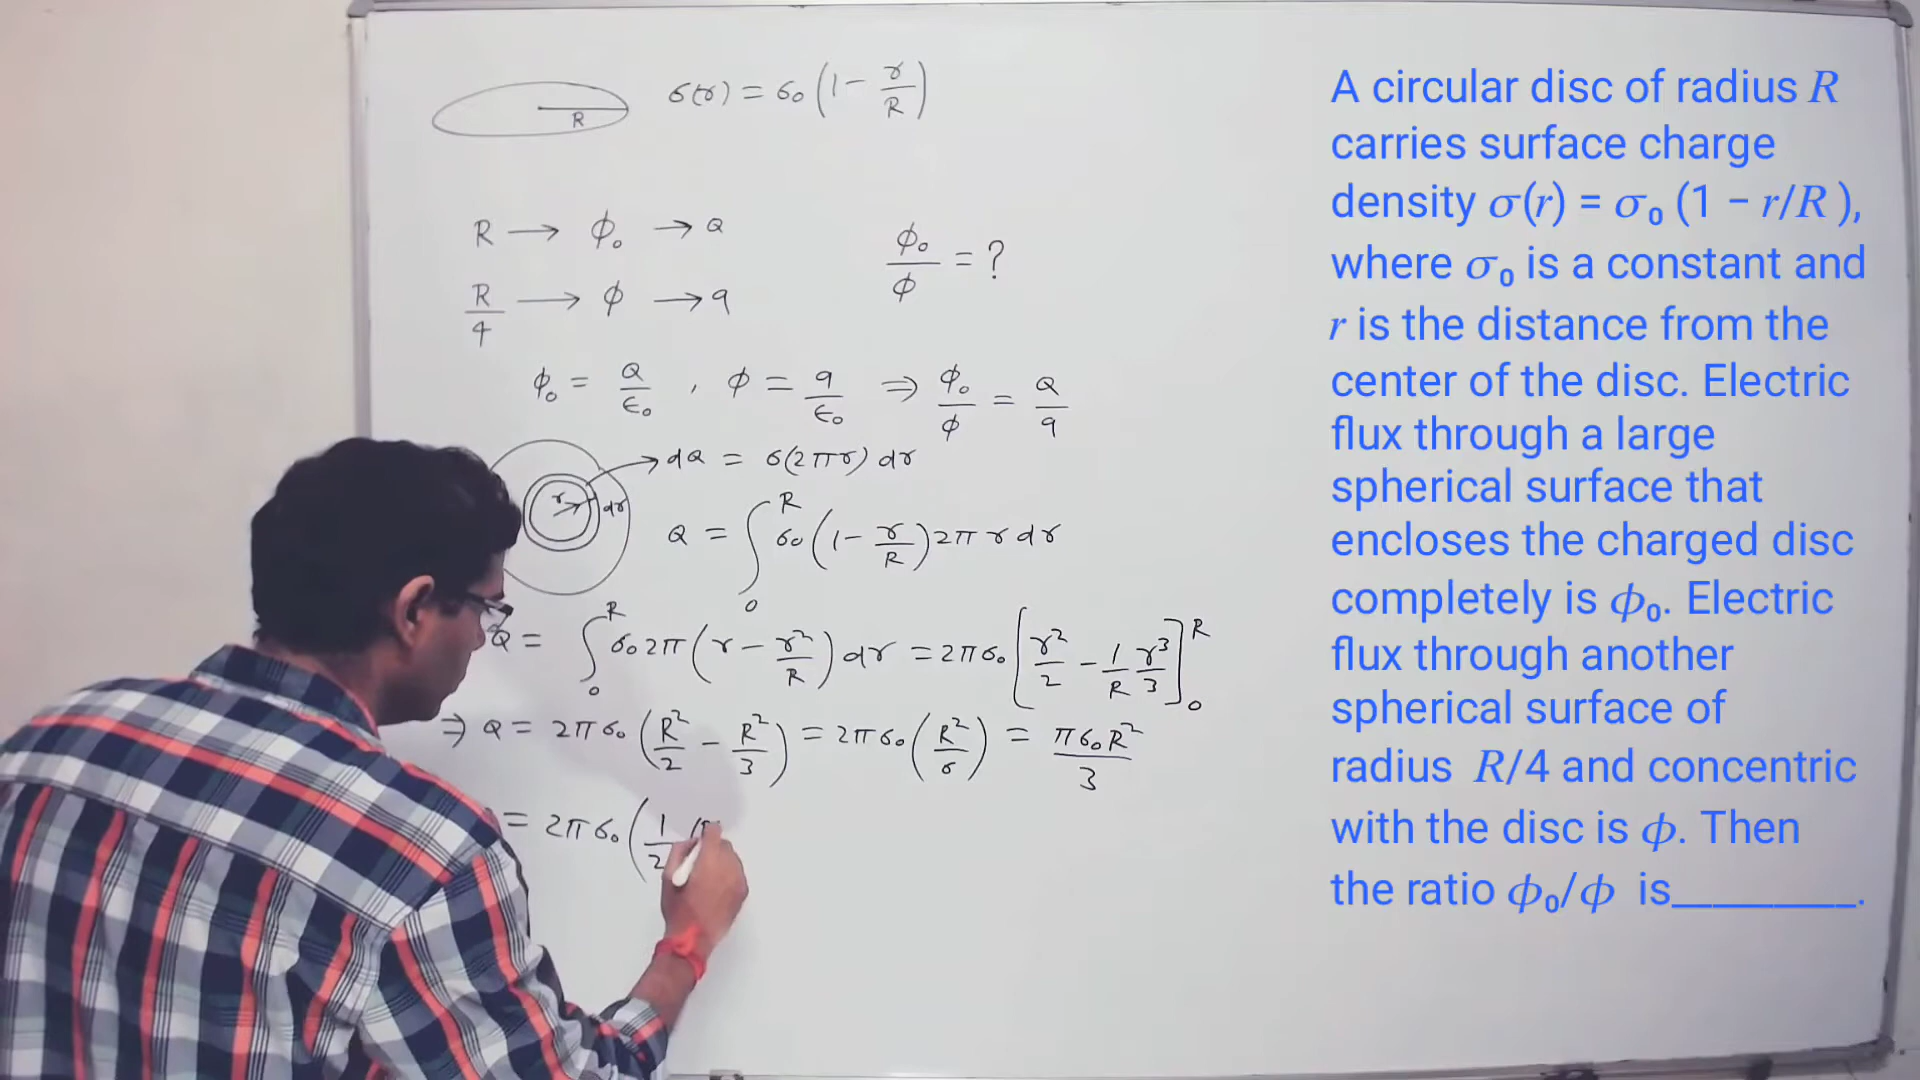 R
σ(r) = σ₀ (1 − r/R)
R → ϕ₀ → Q
R/4 → ϕ → q
ϕ₀/ϕ = ?
ϕ₀ = Q/ε₀ , ϕ = q/ε₀ ⇒ ϕ₀/ϕ = Q/q
r dr
dQ = σ(2πr) dr
Q = ∫₀ᴿ σ₀ (1 − r/R) 2π r dr
Q = ∫₀ᴿ σ₀ 2π (r − r²/R) dr = 2πσ₀ [r²/2 − 1/R r³/3]₀ᴿ
⇒ Q = 2πσ₀ (R²/2 − R²/3) = 2πσ₀ (R²/6) = πσ₀R²/3
= 2πσ₀ (1/2
A circular disc of radius R
carries surface charge
density σ(r) = σ₀ (1 − r/R ),
where σ₀ is a constant and
r is the distance from the
center of the disc. Electric
flux through a large
spherical surface that
encloses the charged disc
completely is ϕ₀. Electric
flux through another
spherical surface of
radius R/4 and concentric
with the disc is ϕ. Then
the ratio ϕ₀/ϕ is________.